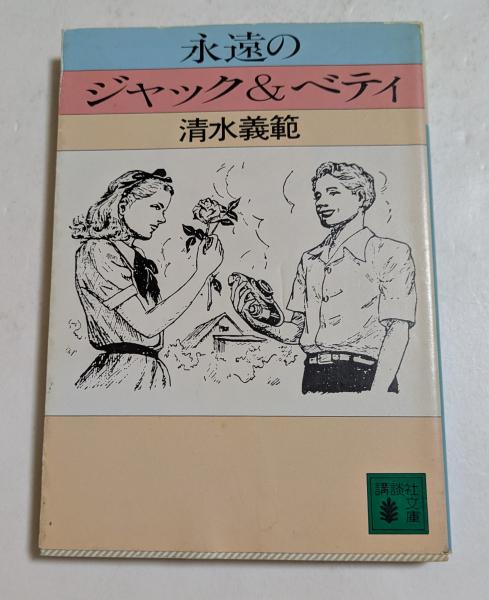 永遠の
ジャック&ベティ
清水義範
講談社
文庫